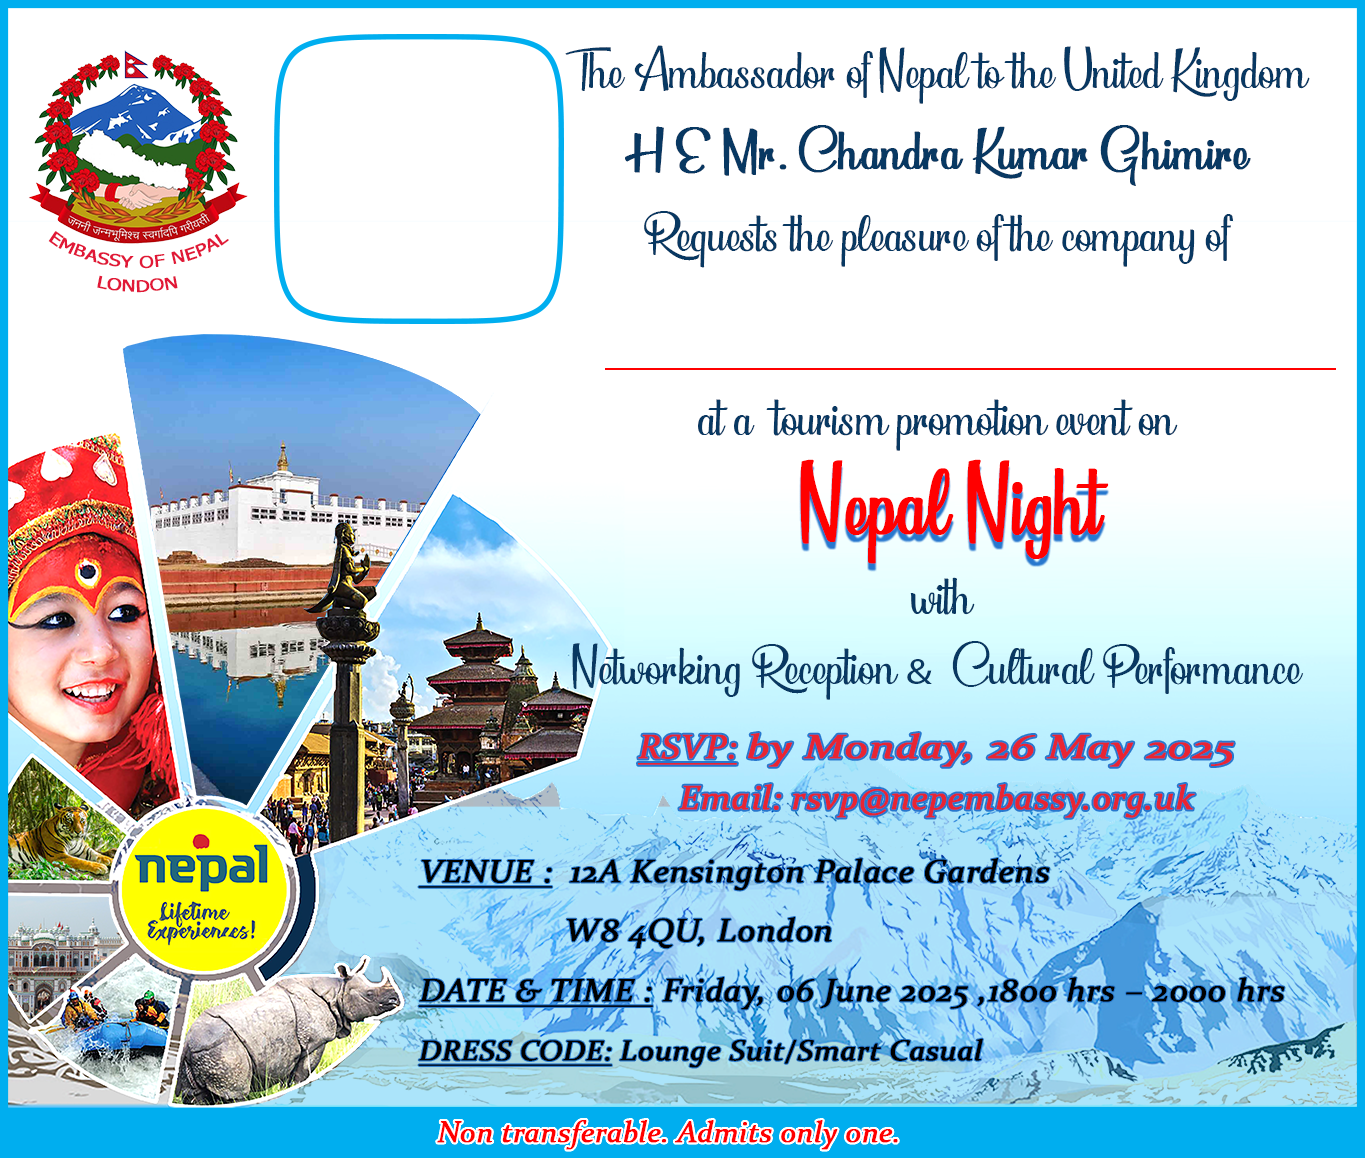 जननी जन्मभूमिश्च स्वर्गादपि गरीयसी
EMBASSY OF NEPAL
LONDON
The Ambassador of Nepal to the United Kingdom
H E Mr. Chandra Kumar Ghimire
Requests the pleasure of the company of
at a tourism promotion event on
Nepal Night
with
Networking Reception & Cultural Performance
RSVP: by Monday, 26 May 2025
Email: rsvp@nepembassy.org.uk
nepal
Lifetime
Experiences!
VENUE : 12A Kensington Palace Gardens
W8 4QU, London
DATE & TIME : Friday, 06 June 2025 ,1800 hrs – 2000 hrs
DRESS CODE: Lounge Suit/Smart Casual
Non transferable. Admits only one.